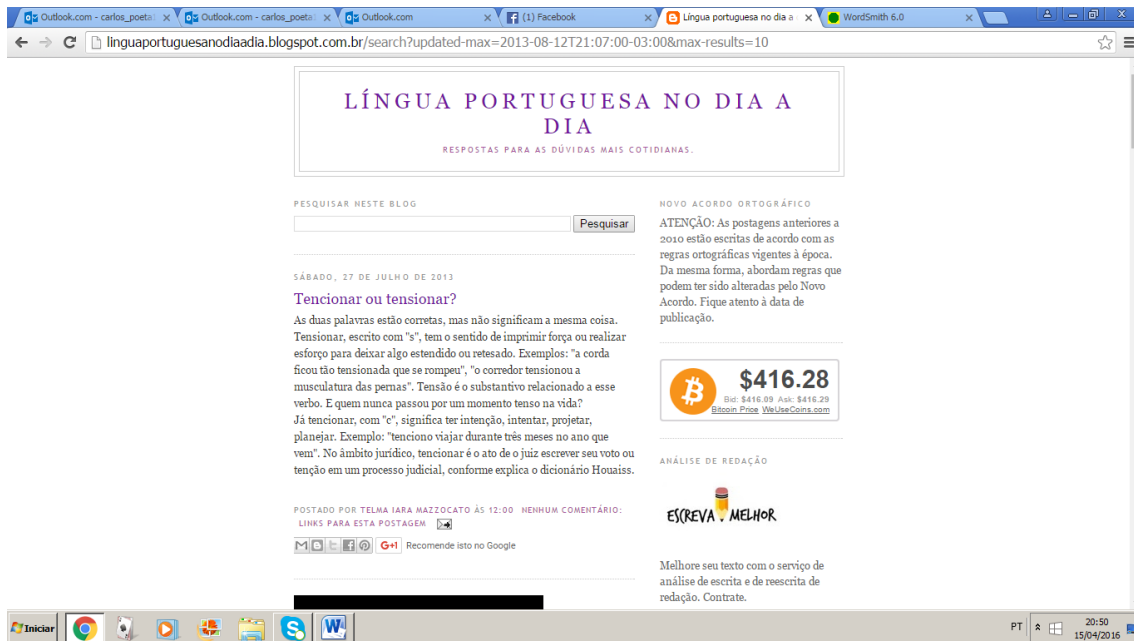 Outlook.com - carlos_poeta
Outlook.com - carlos_poeta
Outlook.com
(1) Facebook
Língua portuguesa no dia a
WordSmith 6.0
linguaportuguesanodiaadia.blogspot.com.br/search?updated-max=2013-08-12T21:07:00-03:00&max-results=10
LÍNGUA PORTUGUESA NO DIA A
DIA
RESPOSTAS PARA AS DÚVIDAS MAIS COTIDIANAS.
PESQUISAR NESTE BLOG
Pesquisar
SÁBADO, 27 DE JULHO DE 2013
Tencionar ou tensionar?
As duas palavras estão corretas, mas não significam a mesma coisa.
Tensionar, escrito com "s", tem o sentido de imprimir força ou realizar
esforço para deixar algo estendido ou retesado. Exemplos: "a corda
ficou tão tensionada que se rompeu", "o corredor tensionou a
musculatura das pernas". Tensão é o substantivo relacionado a esse
verbo. E quem nunca passou por um momento tenso na vida?
Já tencionar, com "c", significa ter intenção, intentar, projetar,
planejar. Exemplo: "tenciono viajar durante três meses no ano que
vem". No âmbito jurídico, tencionar é o ato de o juiz escrever seu voto ou
tenção em um processo judicial, conforme explica o dicionário Houaiss.
POSTADO POR TELMA IARA MAZZOCATO ÀS 12:00 NENHUM COMENTÁRIO:
LINKS PARA ESTA POSTAGEM
G+1 Recomende isto no Google
NOVO ACORDO ORTOGRÁFICO
ATENÇÃO: As postagens anteriores a
2010 estão escritas de acordo com as
regras ortográficas vigentes à época.
Da mesma forma, abordam regras que
podem ter sido alteradas pelo Novo
Acordo. Fique atento à data de
publicação.
$416.28
Bid: $416.09 Ask: $416.29
Bitcoin Price WeUseCoins.com
ANÁLISE DE REDAÇÃO
ESCREVA MELHOR
Melhore seu texto com o serviço de
análise de escrita e de reescrita de
redação. Contrate.
Iniciar
PT
20:50
15/04/2016